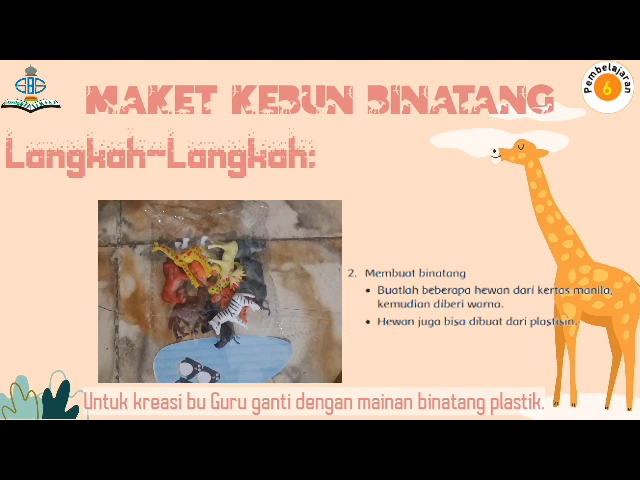 Pembelajaran
6
MAKET KEBUN BINATANG
Langkah-Langkah:
2. Membuat binatang
• Buatlah beberapa hewan dari kertas manila,
kemudian diberi warna.
• Hewan juga bisa dibuat dari plastisin.
Untuk kreasi bu Guru ganti dengan mainan binatang plastik.